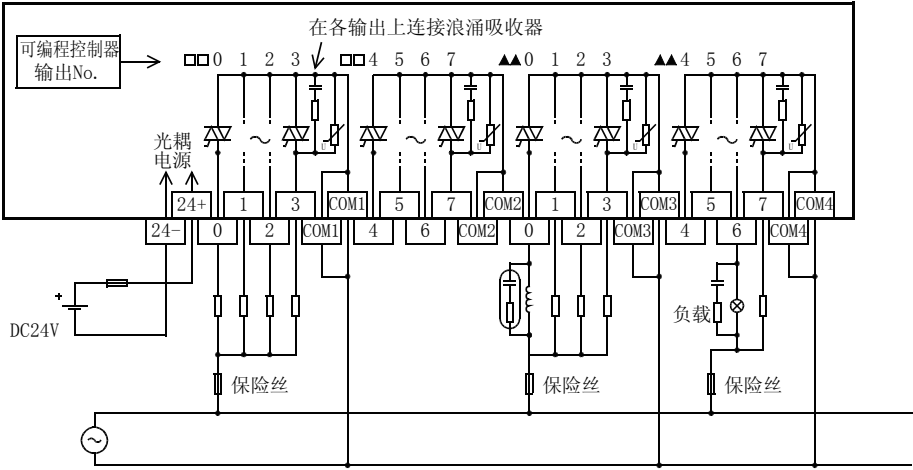 在各输出上连接浪涌吸收器
可编程控制器
输出No.
□□0 1 2 3 □□4 5 6 7 ▲▲0 1 2 3 ▲▲4 5 6 7
U U U U
光耦
电源
24+ 1 3 COM1 5 7 COM2 1 3 COM3 5 7 COM4
24- 0 2 COM1 4 6 COM2 0 2 COM3 4 6 COM4
+
DC24V
负载
保险丝 保险丝 保险丝